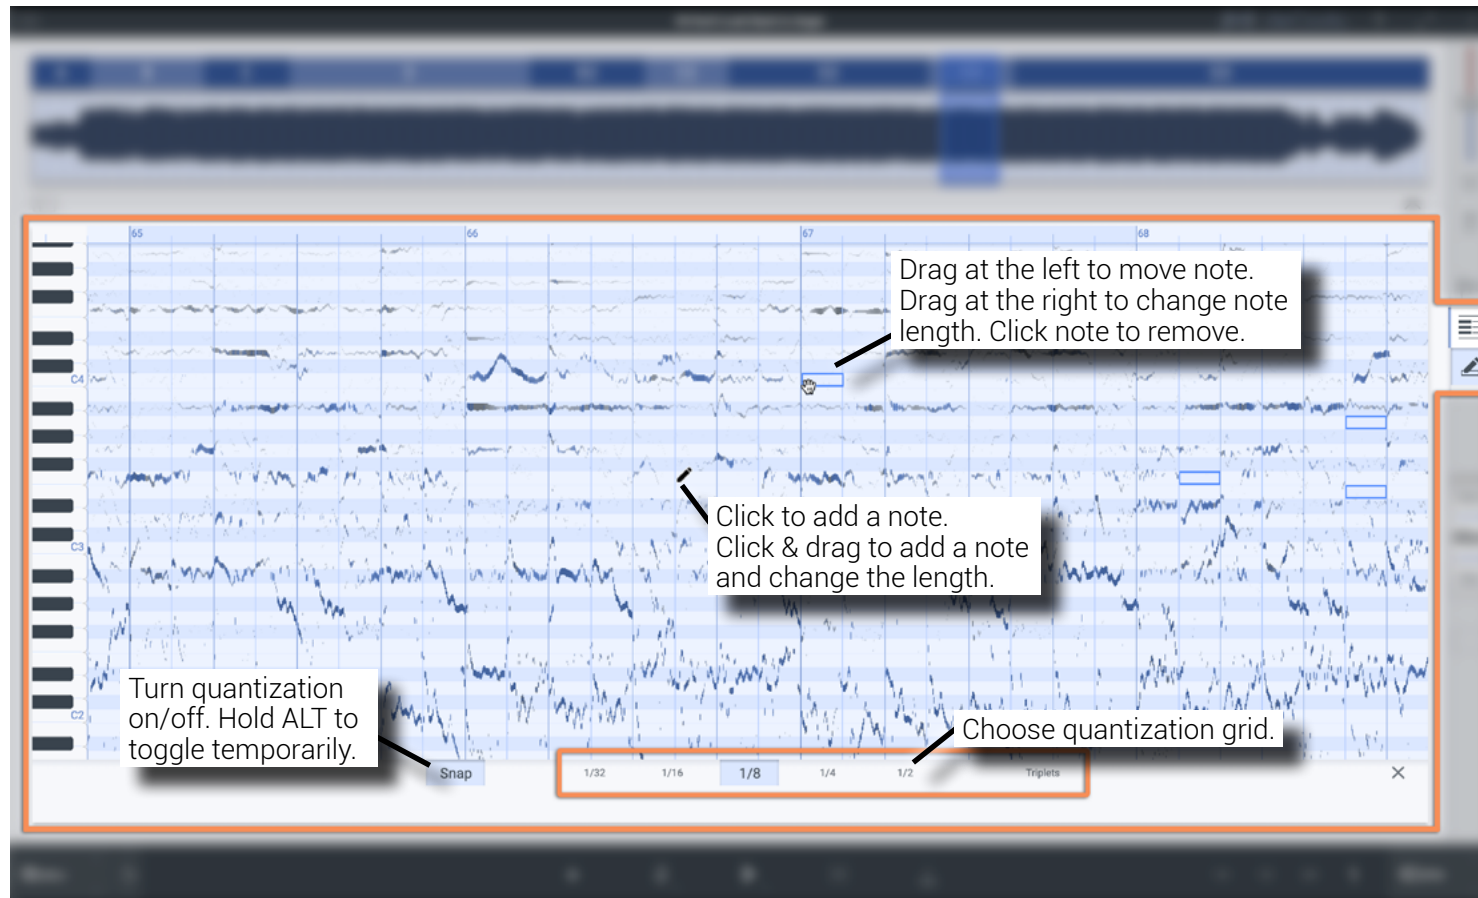 65
66
67
68
Drag at the left to move note.
Drag at the right to change note
length. Click note to remove.
C4
Click to add a note.
Click & drag to add a note
and change the length.
C3
Turn quantization
on/off. Hold ALT to
toggle temporarily.
C2
Choose quantization grid.
Snap
1/32
1/16
1/8
1/4
1/2
Triplets